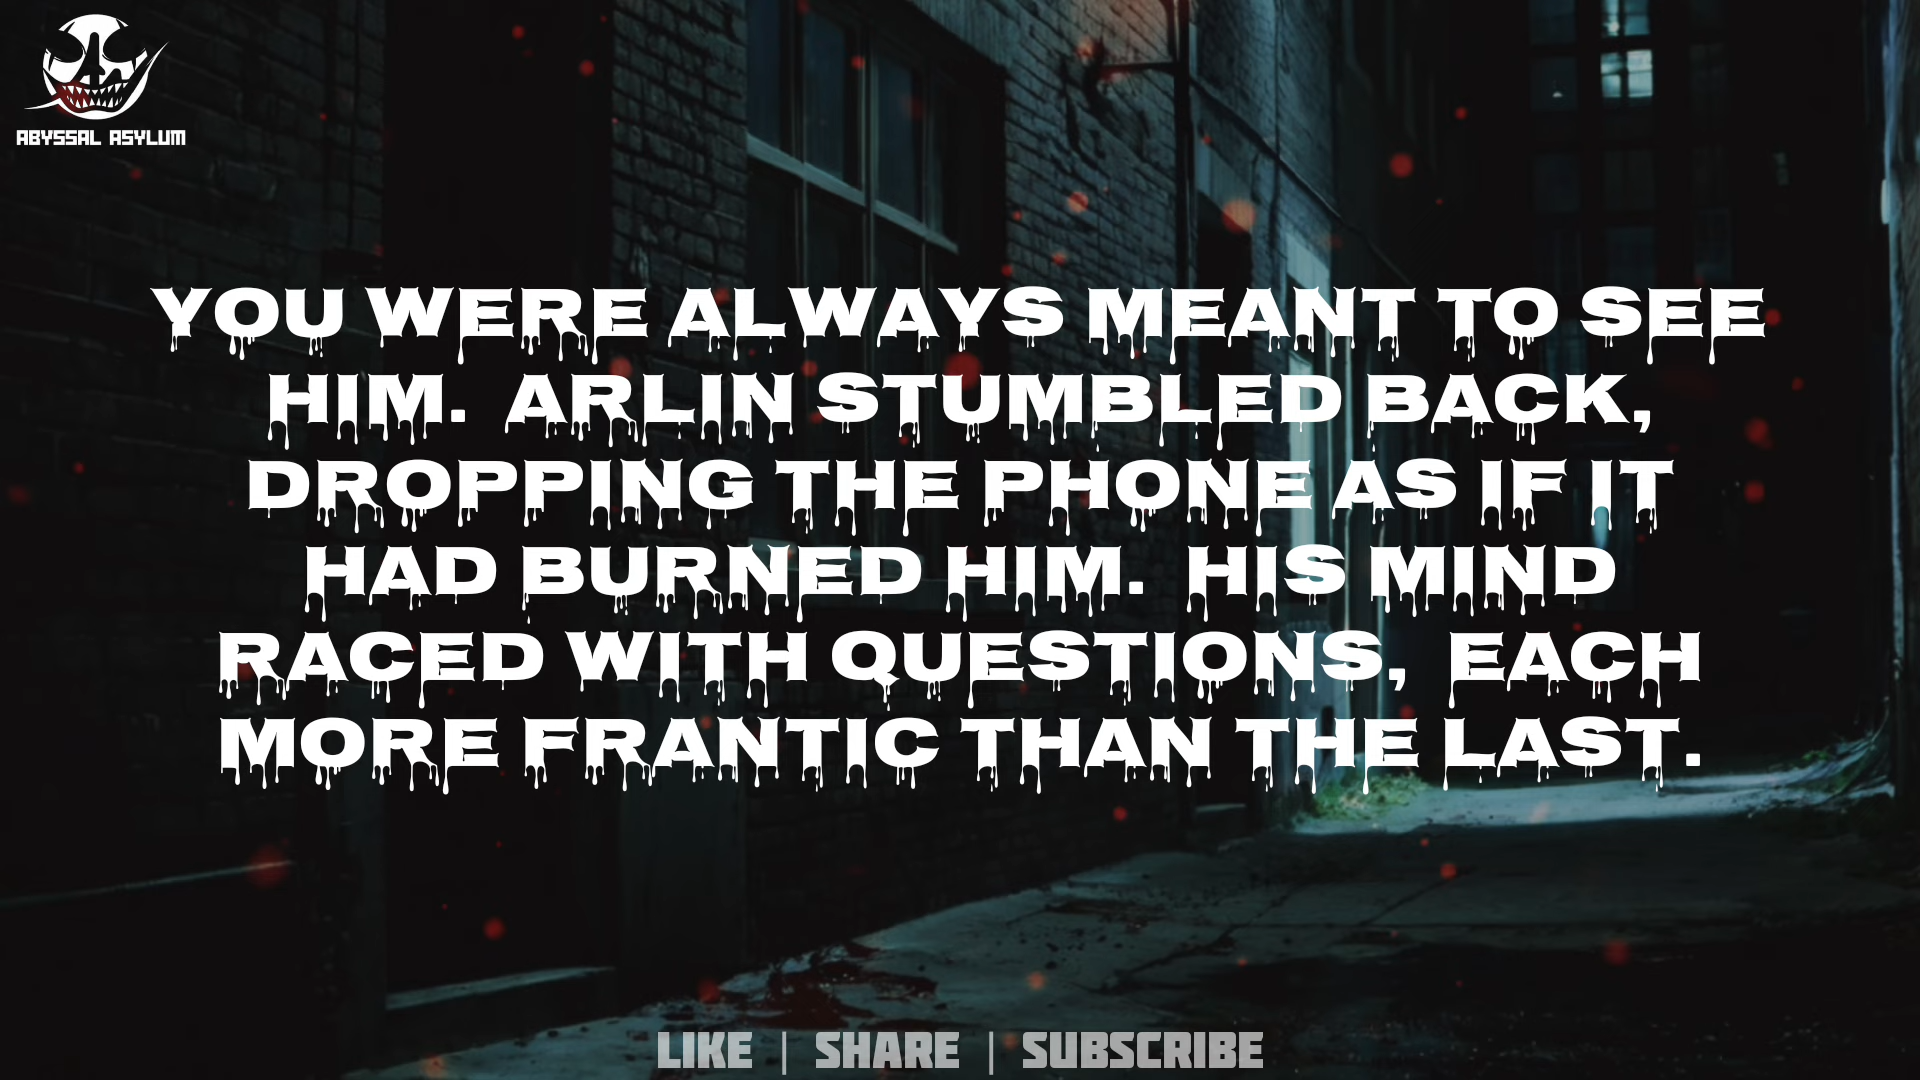 ABYSSAL ASYLUM
YOU WERE ALWAYS MEANT TO SEE
HIM. ARLIN STUMBLED BACK,
DROPPING THE PHONE AS IF IT
HAD BURNED HIM. HIS MIND
RACED WITH QUESTIONS, EACH
MORE FRANTIC THAN THE LAST.
LIKE | SHARE | SUBSCRIBE